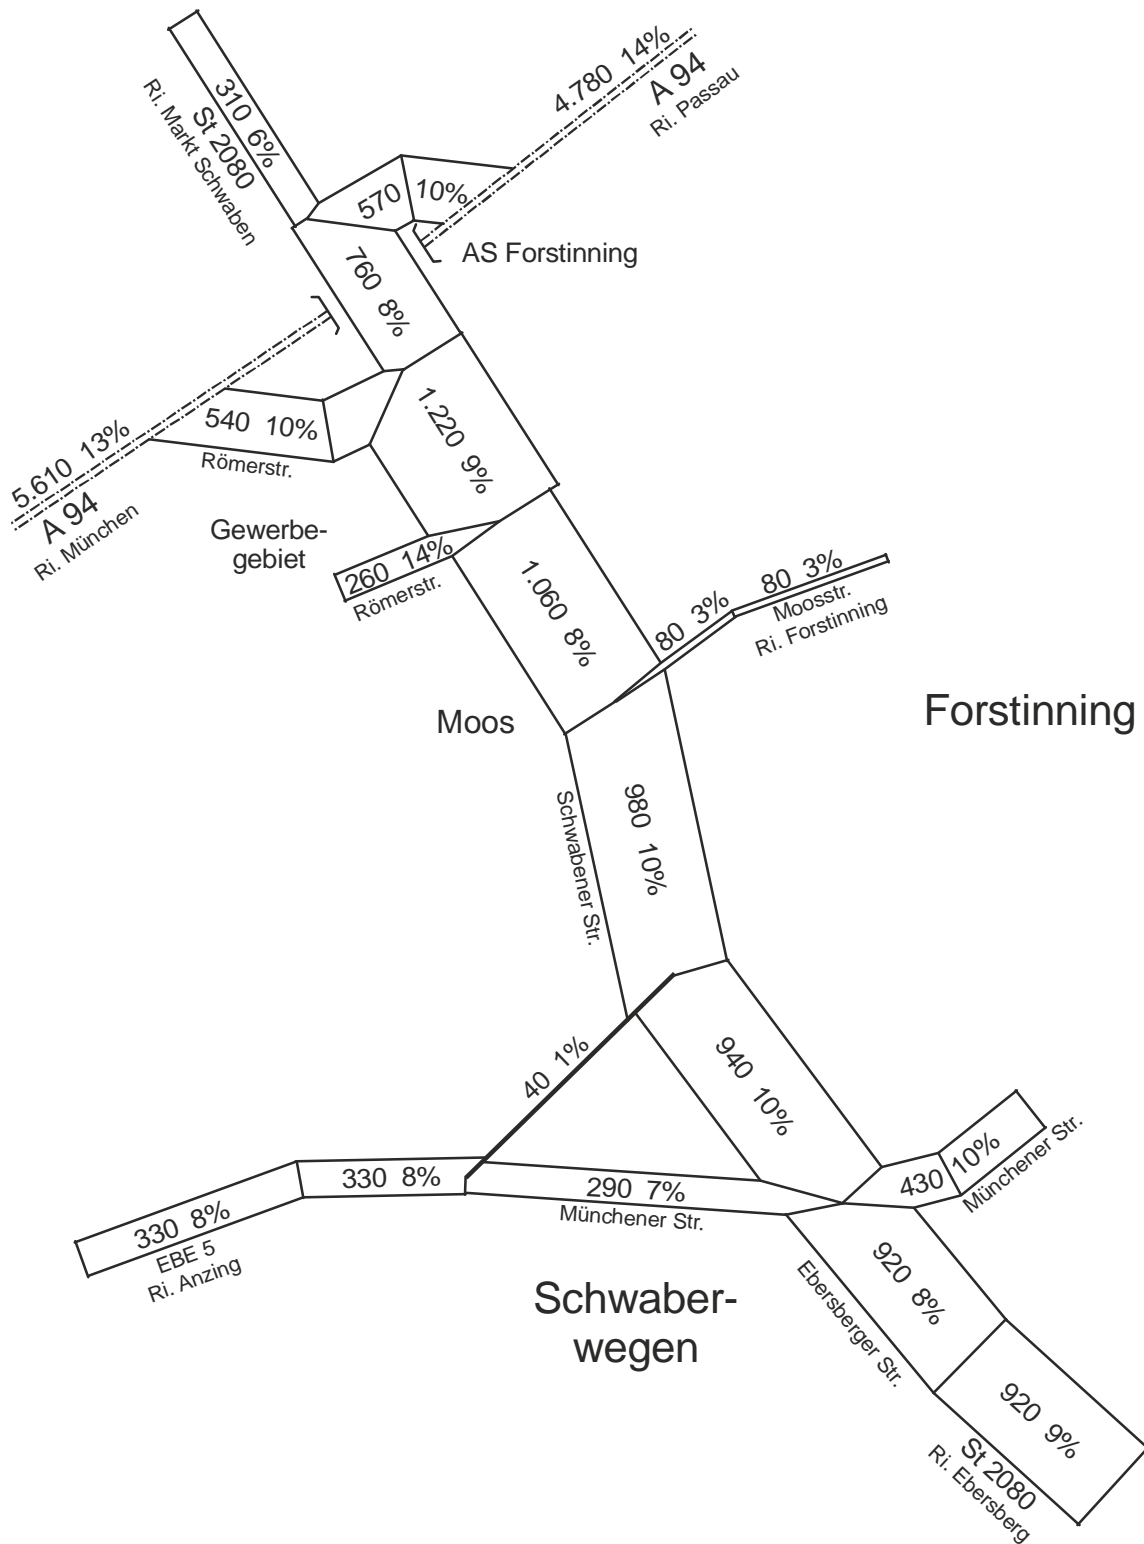 310 6%
St 2080
Ri. Markt Schwaben
4.780 14%
A 94
Ri. Passau
570 10%
AS Forstinning
760 8%
5.610 13%
A 94
Ri. München
540 10%
Römerstr.
1.220 9%
Gewerbe-
gebiet
260 14%
Römerstr.
1.060 8%
80 3%
80 3%
Moosstr.
Ri. Forstinning
Moos
Forstinning
980 10%
Schwabener Str.
40 1%
940 10%
430 10%
Münchener Str.
330 8%
EBE 5
Ri. Anzing
330 8%
290 7%
Münchener Str.
Schwaber-
wegen
920 8%
Ebersberger Str.
920 9%
St 2080
Ri. Ebersberg